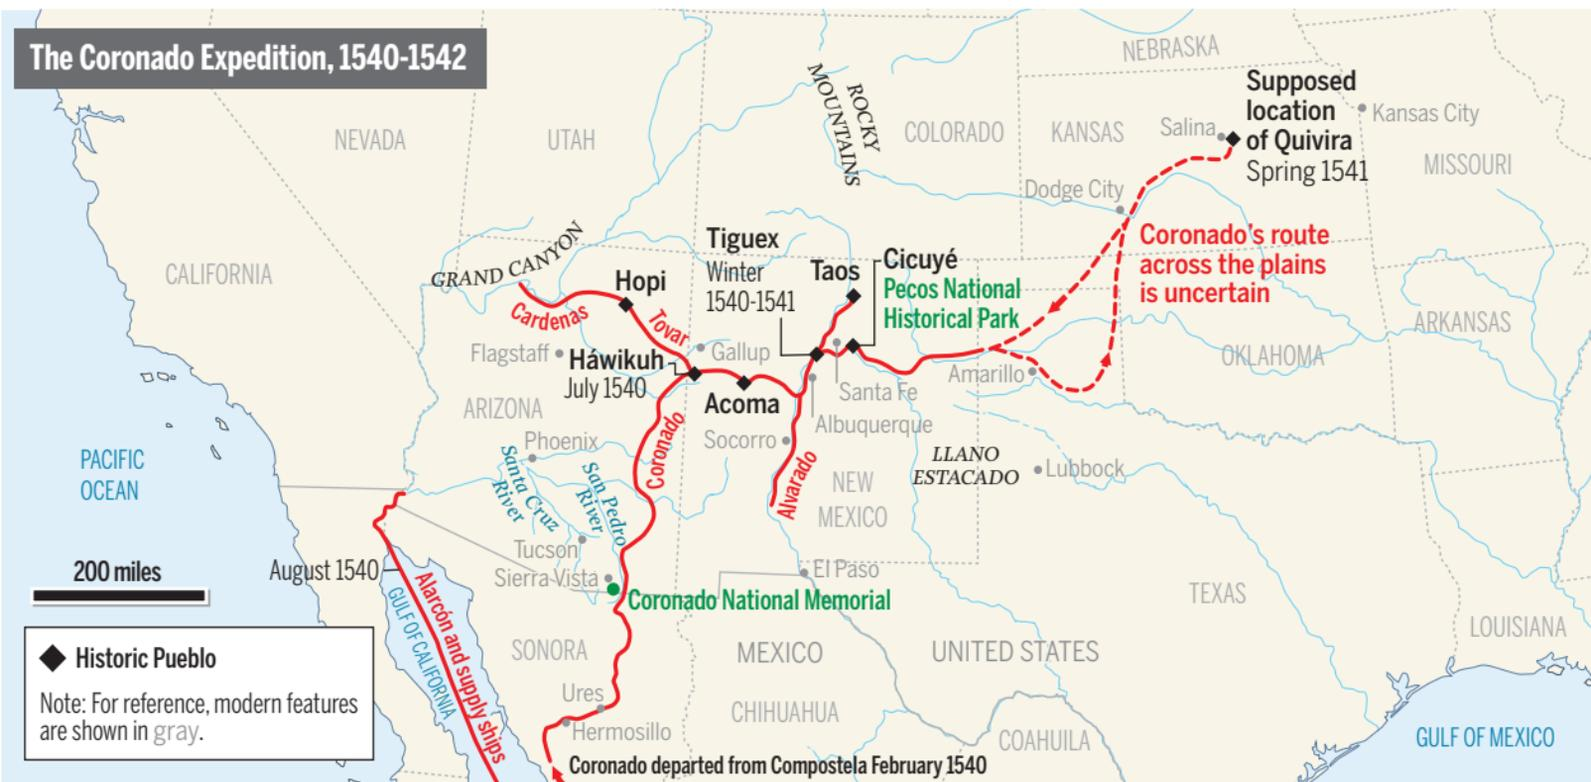 The Coronado Expedition, 1540-1542
NEBRASKA
Supposed
location
of Quivira
Spring 1541
Kansas City
ROCKY
MOUNTAINS
NEVADA
UTAH
COLORADO
KANSAS
Salina
MISSOURI
Dodge City
Coronado's route
across the plains
is uncertain
Tiguex
Winter
1540-1541
Taos
Cicuyé
Pecos National
Historical Park
CALIFORNIA
GRAND CANYON
Hopi
Cardenas
Tovar
Flagstaff
Háwikuh
July 1540
Gallup
Acoma
Santa Fe
Albuquerque
Amarillo
OKLAHOMA
ARKANSAS
ARIZONA
Phoenix
Coronado
Socorro
Alvarado
NEW
MEXICO
LLANO
ESTACADO
Lubbock
PACIFIC
OCEAN
Santa Cruz
River
San Pedro
River
Tucson
Sierra Vista
Coronado National Memorial
El Paso
TEXAS
LOUISIANA
200 miles
August 1540
Alarcón and supply ships
GULF OF CALIFORNIA
SONORA
MEXICO
UNITED STATES
Ures
Hermosillo
CHIHUAHUA
COAHUILA
GULF OF MEXICO
Historic Pueblo
Note: For reference, modern features
are shown in gray.
Coronado departed from Compostela February 1540